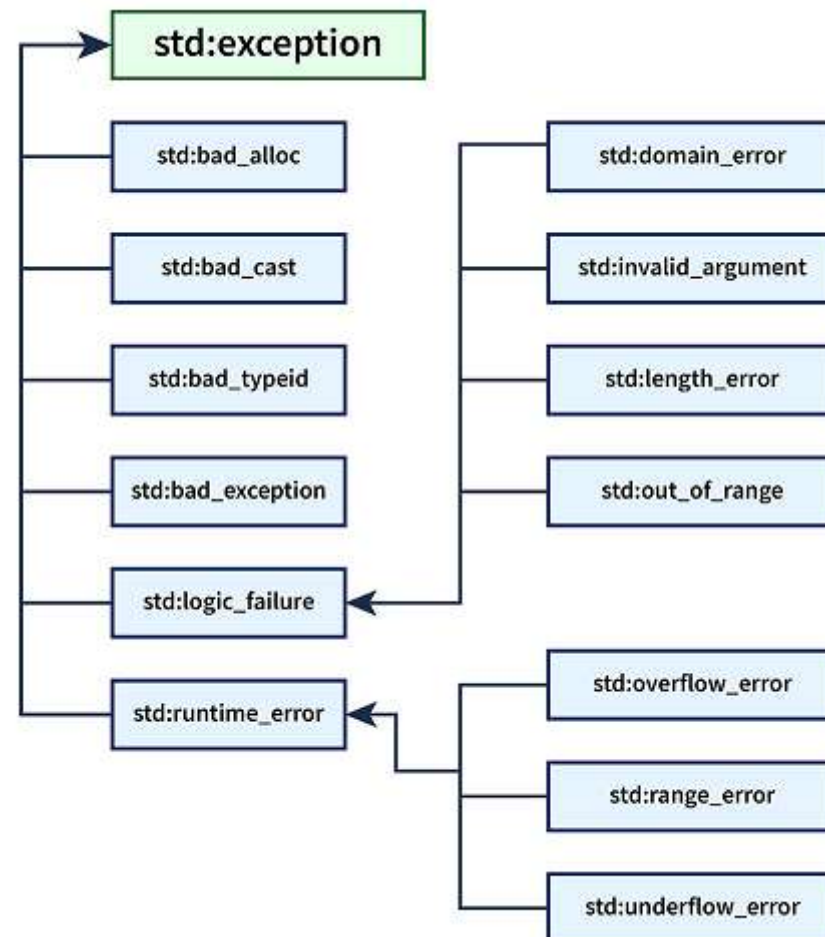 std:exception
std:bad_alloc
std:bad_cast
std:bad_typeid
std:bad_exception
std:logic_failure
std:runtime_error
std:domain_error
std:invalid_argument
std:length_error
std:out_of_range
std:overflow_error
std:range_error
std:underflow_error